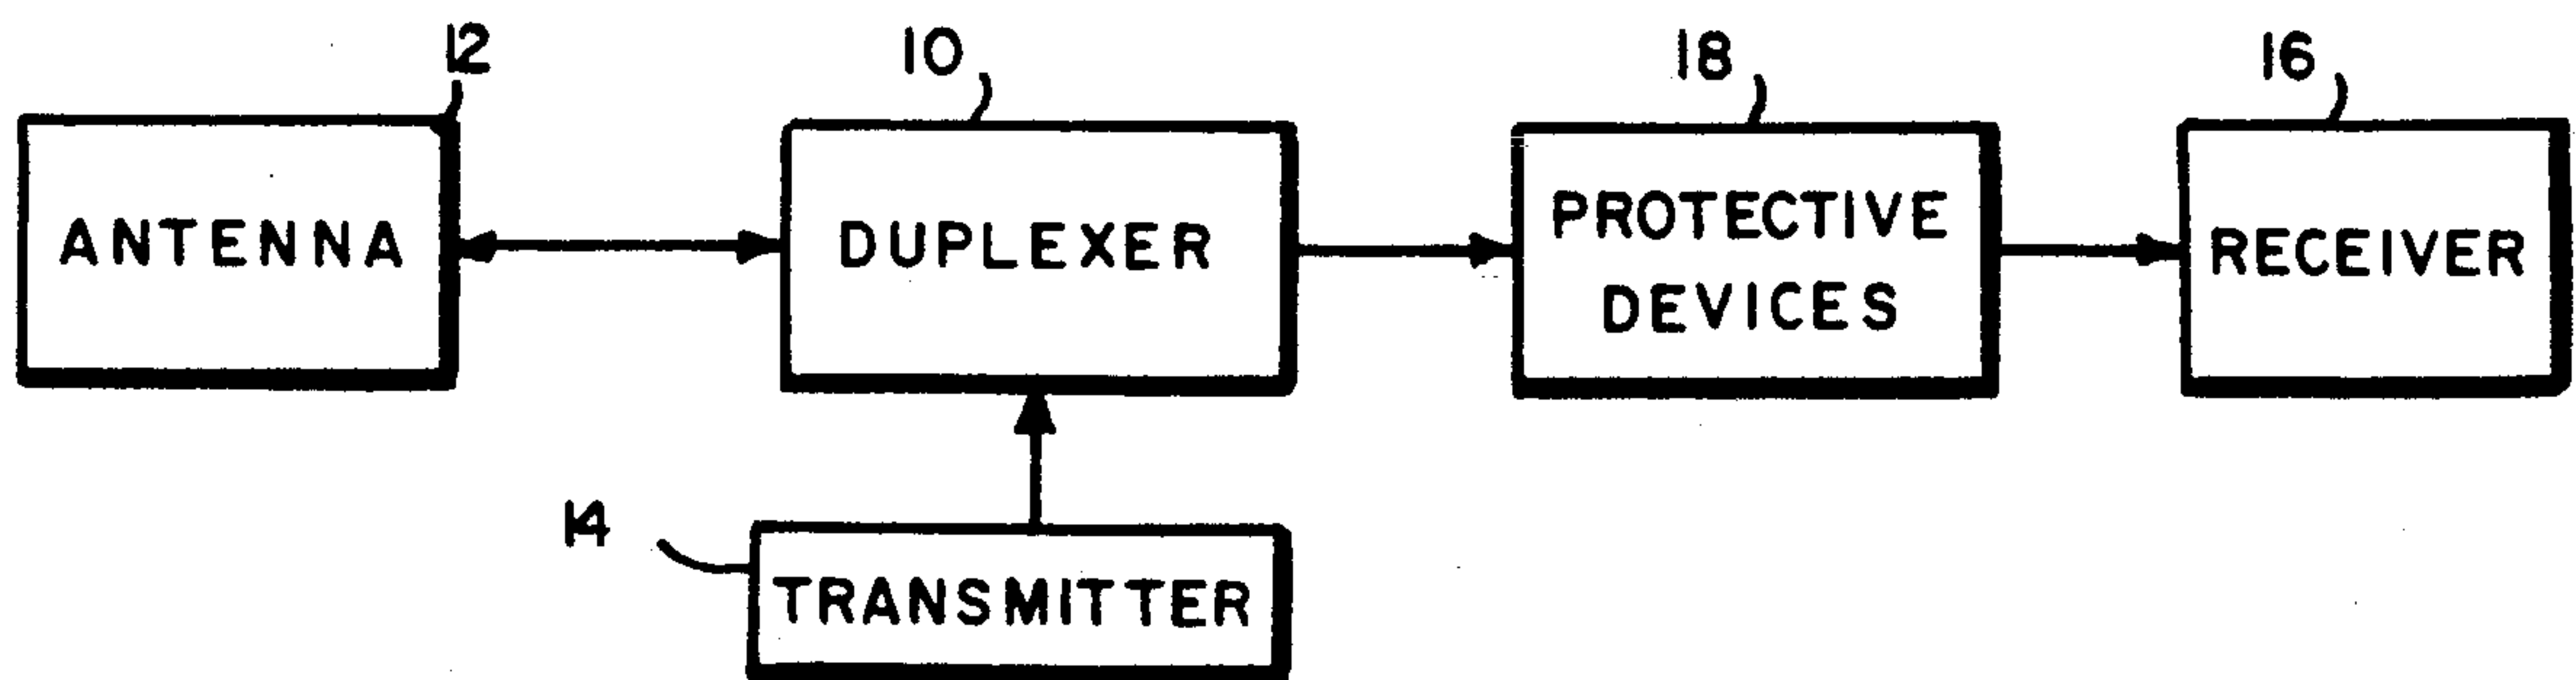 12
10
18
16
ANTENNA
DUPLEXER
PROTECTIVE
DEVICES
RECEIVER
14
TRANSMITTER